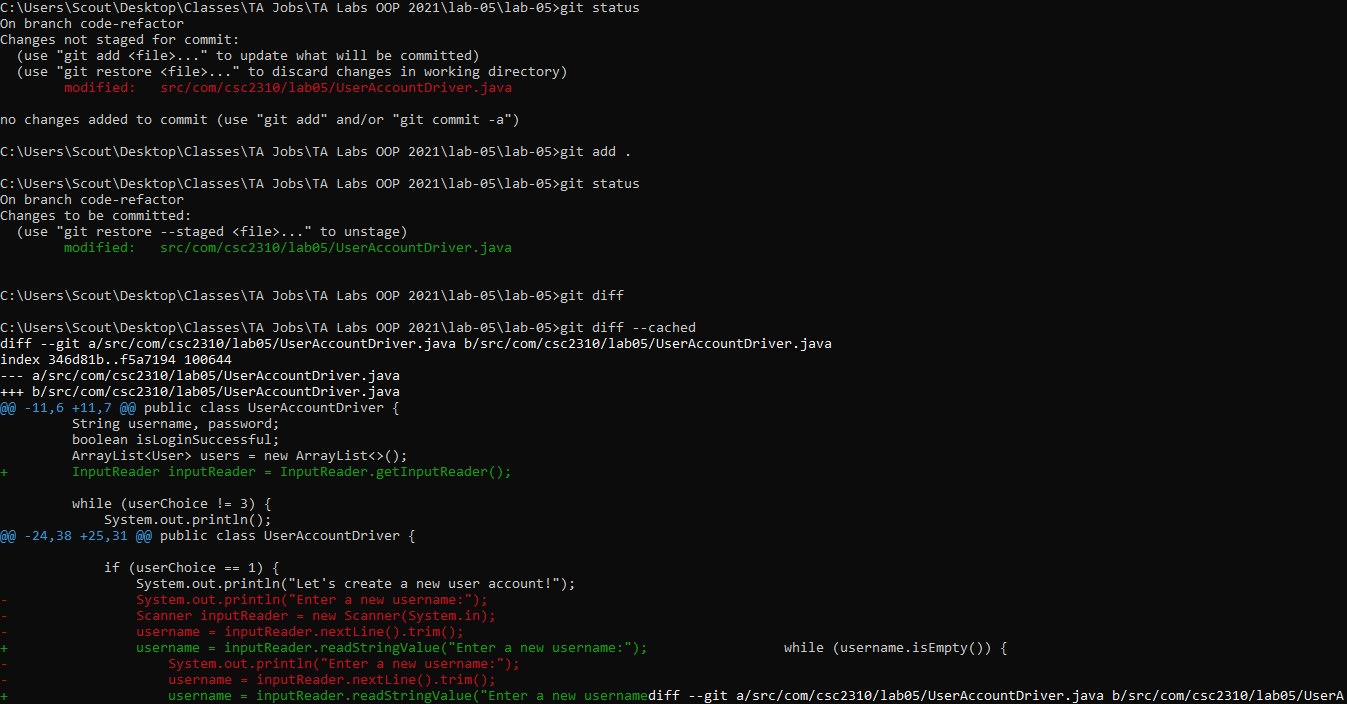 C:\Users\Scout\Desktop\Classes\TA Jobs\TA Labs OOP 2021\lab-05\lab-05>git status
On branch code-refactor
Changes not staged for commit:
  (use "git add <file>..." to update what will be committed)
  (use "git restore <file>..." to discard changes in working directory)
        modified:   src/com/csc2310/lab05/UserAccountDriver.java
no changes added to commit (use "git add" and/or "git commit -a")
C:\Users\Scout\Desktop\Classes\TA Jobs\TA Labs OOP 2021\lab-05\lab-05>git add .
C:\Users\Scout\Desktop\Classes\TA Jobs\TA Labs OOP 2021\lab-05\lab-05>git status
On branch code-refactor
Changes to be committed:
  (use "git restore --staged <file>..." to unstage)
        modified:   src/com/csc2310/lab05/UserAccountDriver.java
C:\Users\Scout\Desktop\Classes\TA Jobs\TA Labs OOP 2021\lab-05\lab-05>git diff
C:\Users\Scout\Desktop\Classes\TA Jobs\TA Labs OOP 2021\lab-05\lab-05>git diff --cached
diff --git a/src/com/csc2310/lab05/UserAccountDriver.java b/src/com/csc2310/lab05/UserAccountDriver.java
index 346d81b..f5a7194 100644
--- a/src/com/csc2310/lab05/UserAccountDriver.java
+++ b/src/com/csc2310/lab05/UserAccountDriver.java
@@ -11,6 +11,7 @@ public class UserAccountDriver {
         String username, password;
         boolean isLoginSuccessful;
         ArrayList<User> users = new ArrayList<>();
+        InputReader inputReader = InputReader.getInputReader();
         while (userChoice != 3) {
             System.out.println();
@@ -24,38 +25,31 @@ public class UserAccountDriver {
             if (userChoice == 1) {
                 System.out.println("Let's create a new user account!");
-                System.out.println("Enter a new username:");
-                Scanner inputReader = new Scanner(System.in);
-                username = inputReader.nextLine().trim();
+                username = inputReader.readStringValue("Enter a new username:");                 while (username.isEmpty()) {
-                    System.out.println("Enter a new username:");
-                    username = inputReader.nextLine().trim();
+                    username = inputReader.readStringValue("Enter a new usernamediff --git a/src/com/csc2310/lab05/UserAccountDriver.java b/src/com/csc2310/lab05/UserA